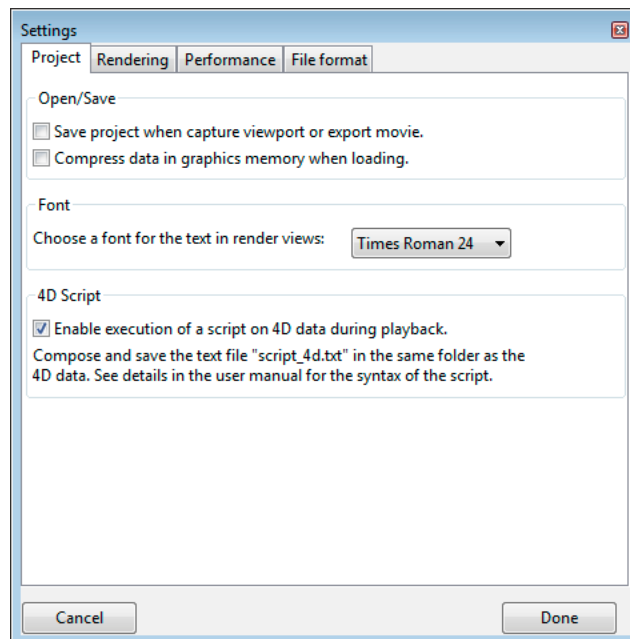 Settings
Project Rendering Performance File format
Open/Save
Save project when capture viewport or export movie.
Compress data in graphics memory when loading.
Font
Choose a font for the text in render views: Times Roman 24
4D Script
Enable execution of a script on 4D data during playback.
Compose and save the text file "script_4d.txt" in the same folder as the
4D data. See details in the user manual for the syntax of the script.
Cancel Done